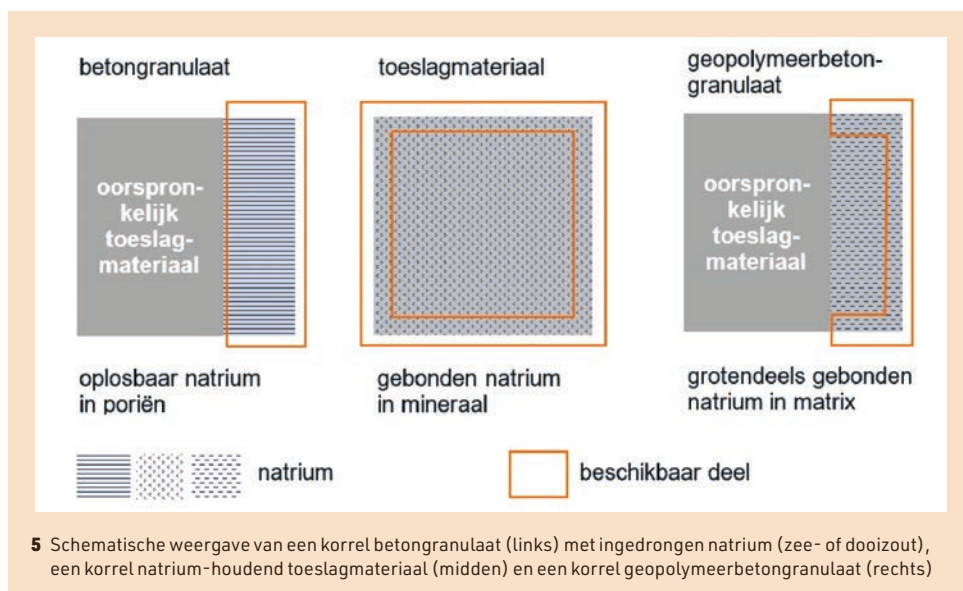 betongranulaat
toeslagmateriaal
geopolymeerbeton-
granulaat
oorspron-
kelijk
toeslag-
materiaal
oorspron-
kelijk
toeslag-
materiaal
oplosbaar natrium
in poriën
gebonden natrium
in mineraal
grotendeels gebonden
natrium in matrix
natrium
beschikbaar deel
5 Schematische weergave van een korrel betongranulaat (links) met ingedrongen natrium (zee- of dooizout),
een korrel natrium-houdend toeslagmateriaal (midden) en een korrel geopolymeerbetongranulaat (rechts)